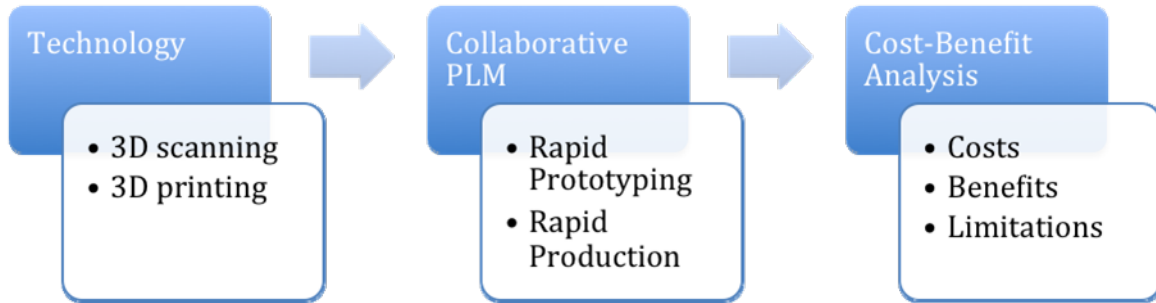 Technology
• 3D scanning
• 3D printing
Collaborative
PLM
• Rapid
Prototyping
• Rapid
Production
Cost-Benefit
Analysis
• Costs
• Benefits
• Limitations